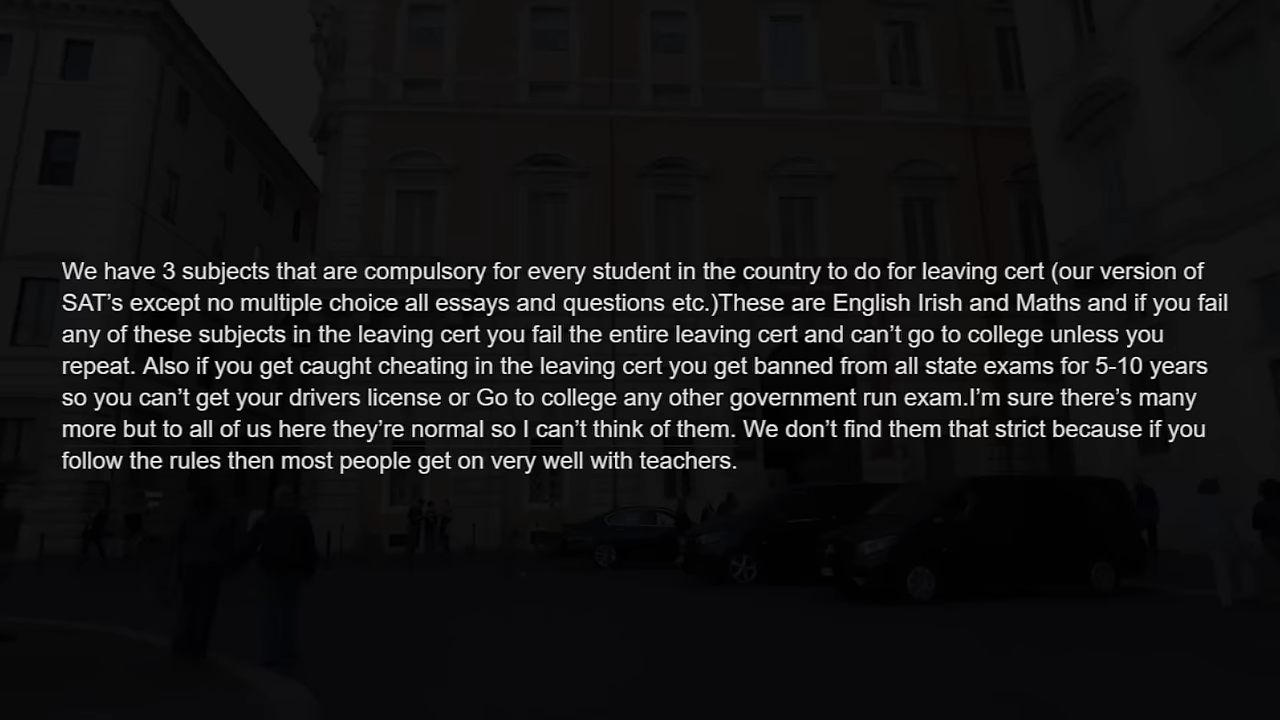 We have 3 subjects that are compulsory for every student in the country to do for leaving cert (our version of
SAT’s except no multiple choice all essays and questions etc.)These are English Irish and Maths and if you fail
any of these subjects in the leaving cert you fail the entire leaving cert and can’t go to college unless you
repeat. Also if you get caught cheating in the leaving cert you get banned from all state exams for 5-10 years
so you can’t get your drivers license or Go to college any other government run exam.I’m sure there’s many
more but to all of us here they’re normal so I can’t think of them. We don’t find them that strict because if you
follow the rules then most people get on very well with teachers.